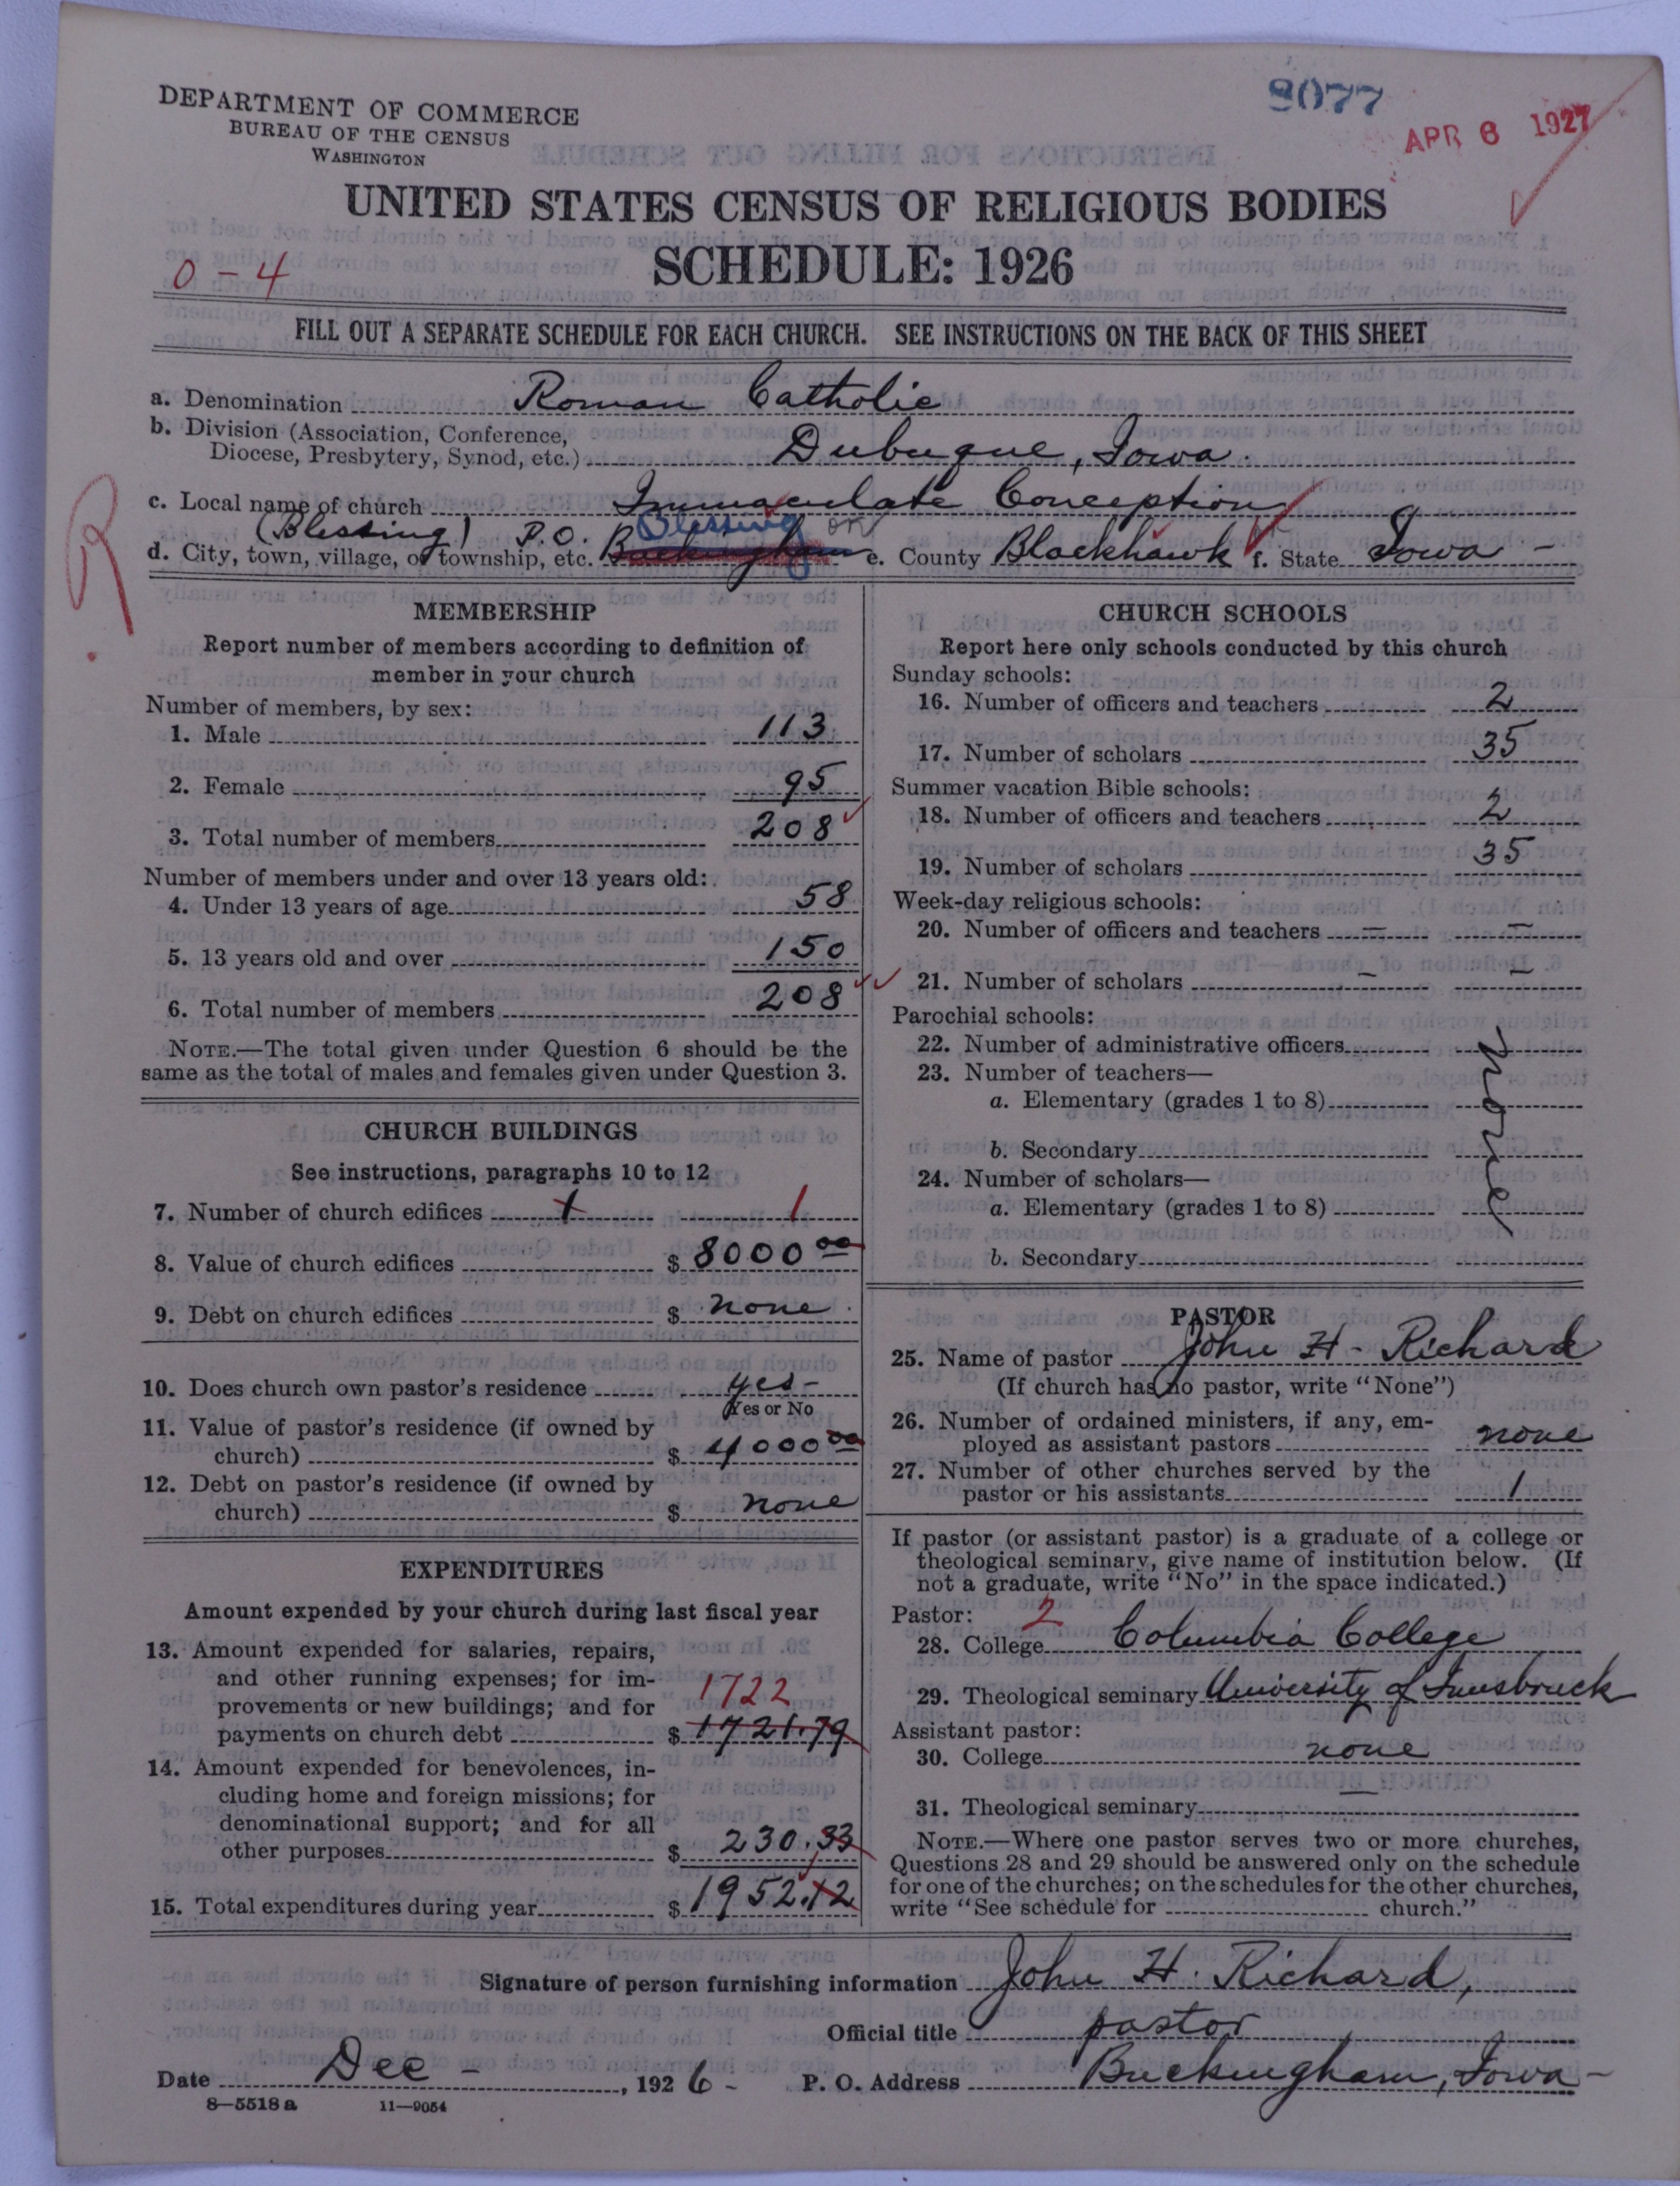 8077
APR 6 1927
DEPARTMENT OF COMMERCE
BUREAU OF THE CENSUS
WASHINGTON
UNITED STATES CENSUS OF RELIGIOUS BODIES
SCHEDULE: 1926
0-4
FILL OUT A SEPARATE SCHEDULE FOR EACH CHURCH. SEE INSTRUCTIONS ON THE BACK OF THIS SHEET
a. Denomination Roman Catholic
b. Division (Association, Conference,
Diocese, Presbytery, Synod, etc.) Dubuque, Iowa.
c. Local name of church Immaculate Conception
R
(Blessing) P.O. Blessing OK
d. City, town, village, or township, etc. Buckingham e. County Blackhawk f. State Iowa -
MEMBERSHIP
Report number of members according to definition of
member in your church
Number of members, by sex:
1. Male 113
2. Female 95
3. Total number of members 208
Number of members under and over 13 years old:
4. Under 13 years of age 58
5. 13 years old and over 150
6. Total number of members 208
NOTE.—The total given under Question 6 should be the
same as the total of males and females given under Question 3.
CHURCH BUILDINGS
See instructions, paragraphs 10 to 12
7. Number of church edifices 1 1
8. Value of church edifices $ 8000 00
9. Debt on church edifices $ none
10. Does church own pastor's residence yes-
Yes or No
11. Value of pastor's residence (if owned by
church) $ 4000 00
12. Debt on pastor's residence (if owned by
church) $ none
EXPENDITURES
Amount expended by your church during last fiscal year
13. Amount expended for salaries, repairs,
and other running expenses; for im-
provements or new buildings; and for 1722
payments on church debt $ 1721.79
14. Amount expended for benevolences, in-
cluding home and foreign missions; for
denominational support; and for all
other purposes $ 230.33
15. Total expenditures during year $ 1952.12
CHURCH SCHOOLS
Report here only schools conducted by this church
Sunday schools:
16. Number of officers and teachers 2
17. Number of scholars 35
Summer vacation Bible schools:
18. Number of officers and teachers 2
19. Number of scholars 35
Week-day religious schools:
20. Number of officers and teachers — —
21. Number of scholars — —
Parochial schools:
22. Number of administrative officers
23. Number of teachers—
a. Elementary (grades 1 to 8)
none
b. Secondary
24. Number of scholars—
a. Elementary (grades 1 to 8)
b. Secondary
PASTOR
25. Name of pastor John H. Richard
(If church has no pastor, write "None")
26. Number of ordained ministers, if any, em-
ployed as assistant pastors none
27. Number of other churches served by the
pastor or his assistants 1
If pastor (or assistant pastor) is a graduate of a college or
theological seminary, give name of institution below. (If
not a graduate, write "No" in the space indicated.)
Pastor: 2
28. College Columbia College
29. Theological seminary University of Innsbruck
Assistant pastor:
30. College none
31. Theological seminary —
NOTE.—Where one pastor serves two or more churches,
Questions 28 and 29 should be answered only on the schedule
for one of the churches; on the schedules for the other churches,
write "See schedule for church."
Signature of person furnishing information John H. Richard,
Official title pastor
Date Dec - , 1926- P. O. Address Buckingham, Iowa-
8—5518 a 11—9054